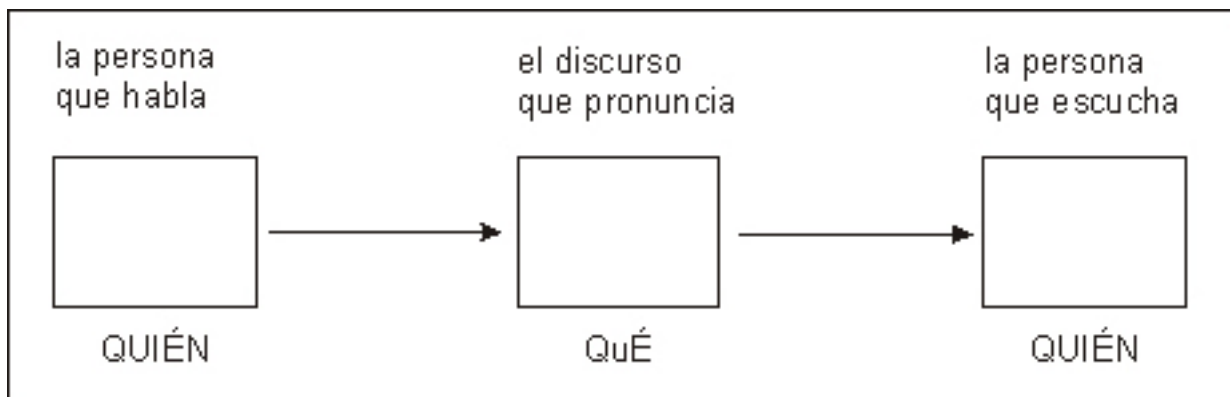 la persona
que habla
el discurso
que pronuncia
la persona
que escucha
QUIÉN
QuÉ
QUIÉN